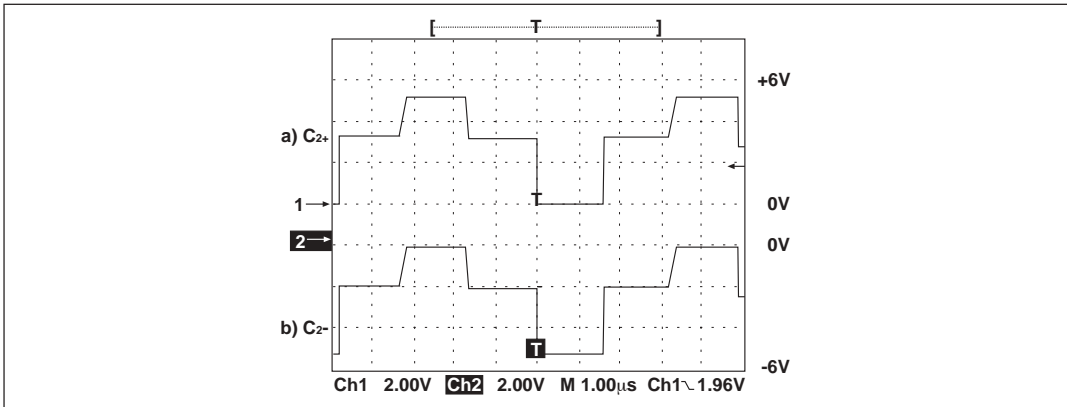 [ T ]
+6V
a) C2+
T
1
0V
2
0V
b) C2-
T
-6V
Ch1 2.00V Ch2 2.00V M 1.00µs Ch1 1.96V